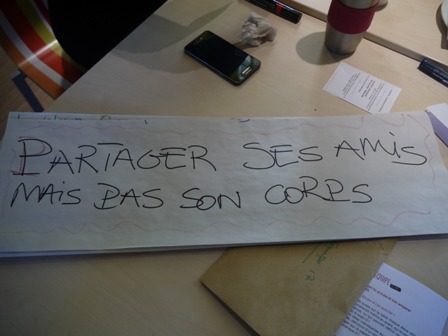 PARTAGER SES AMIS
MAIS PAS SON CORPS